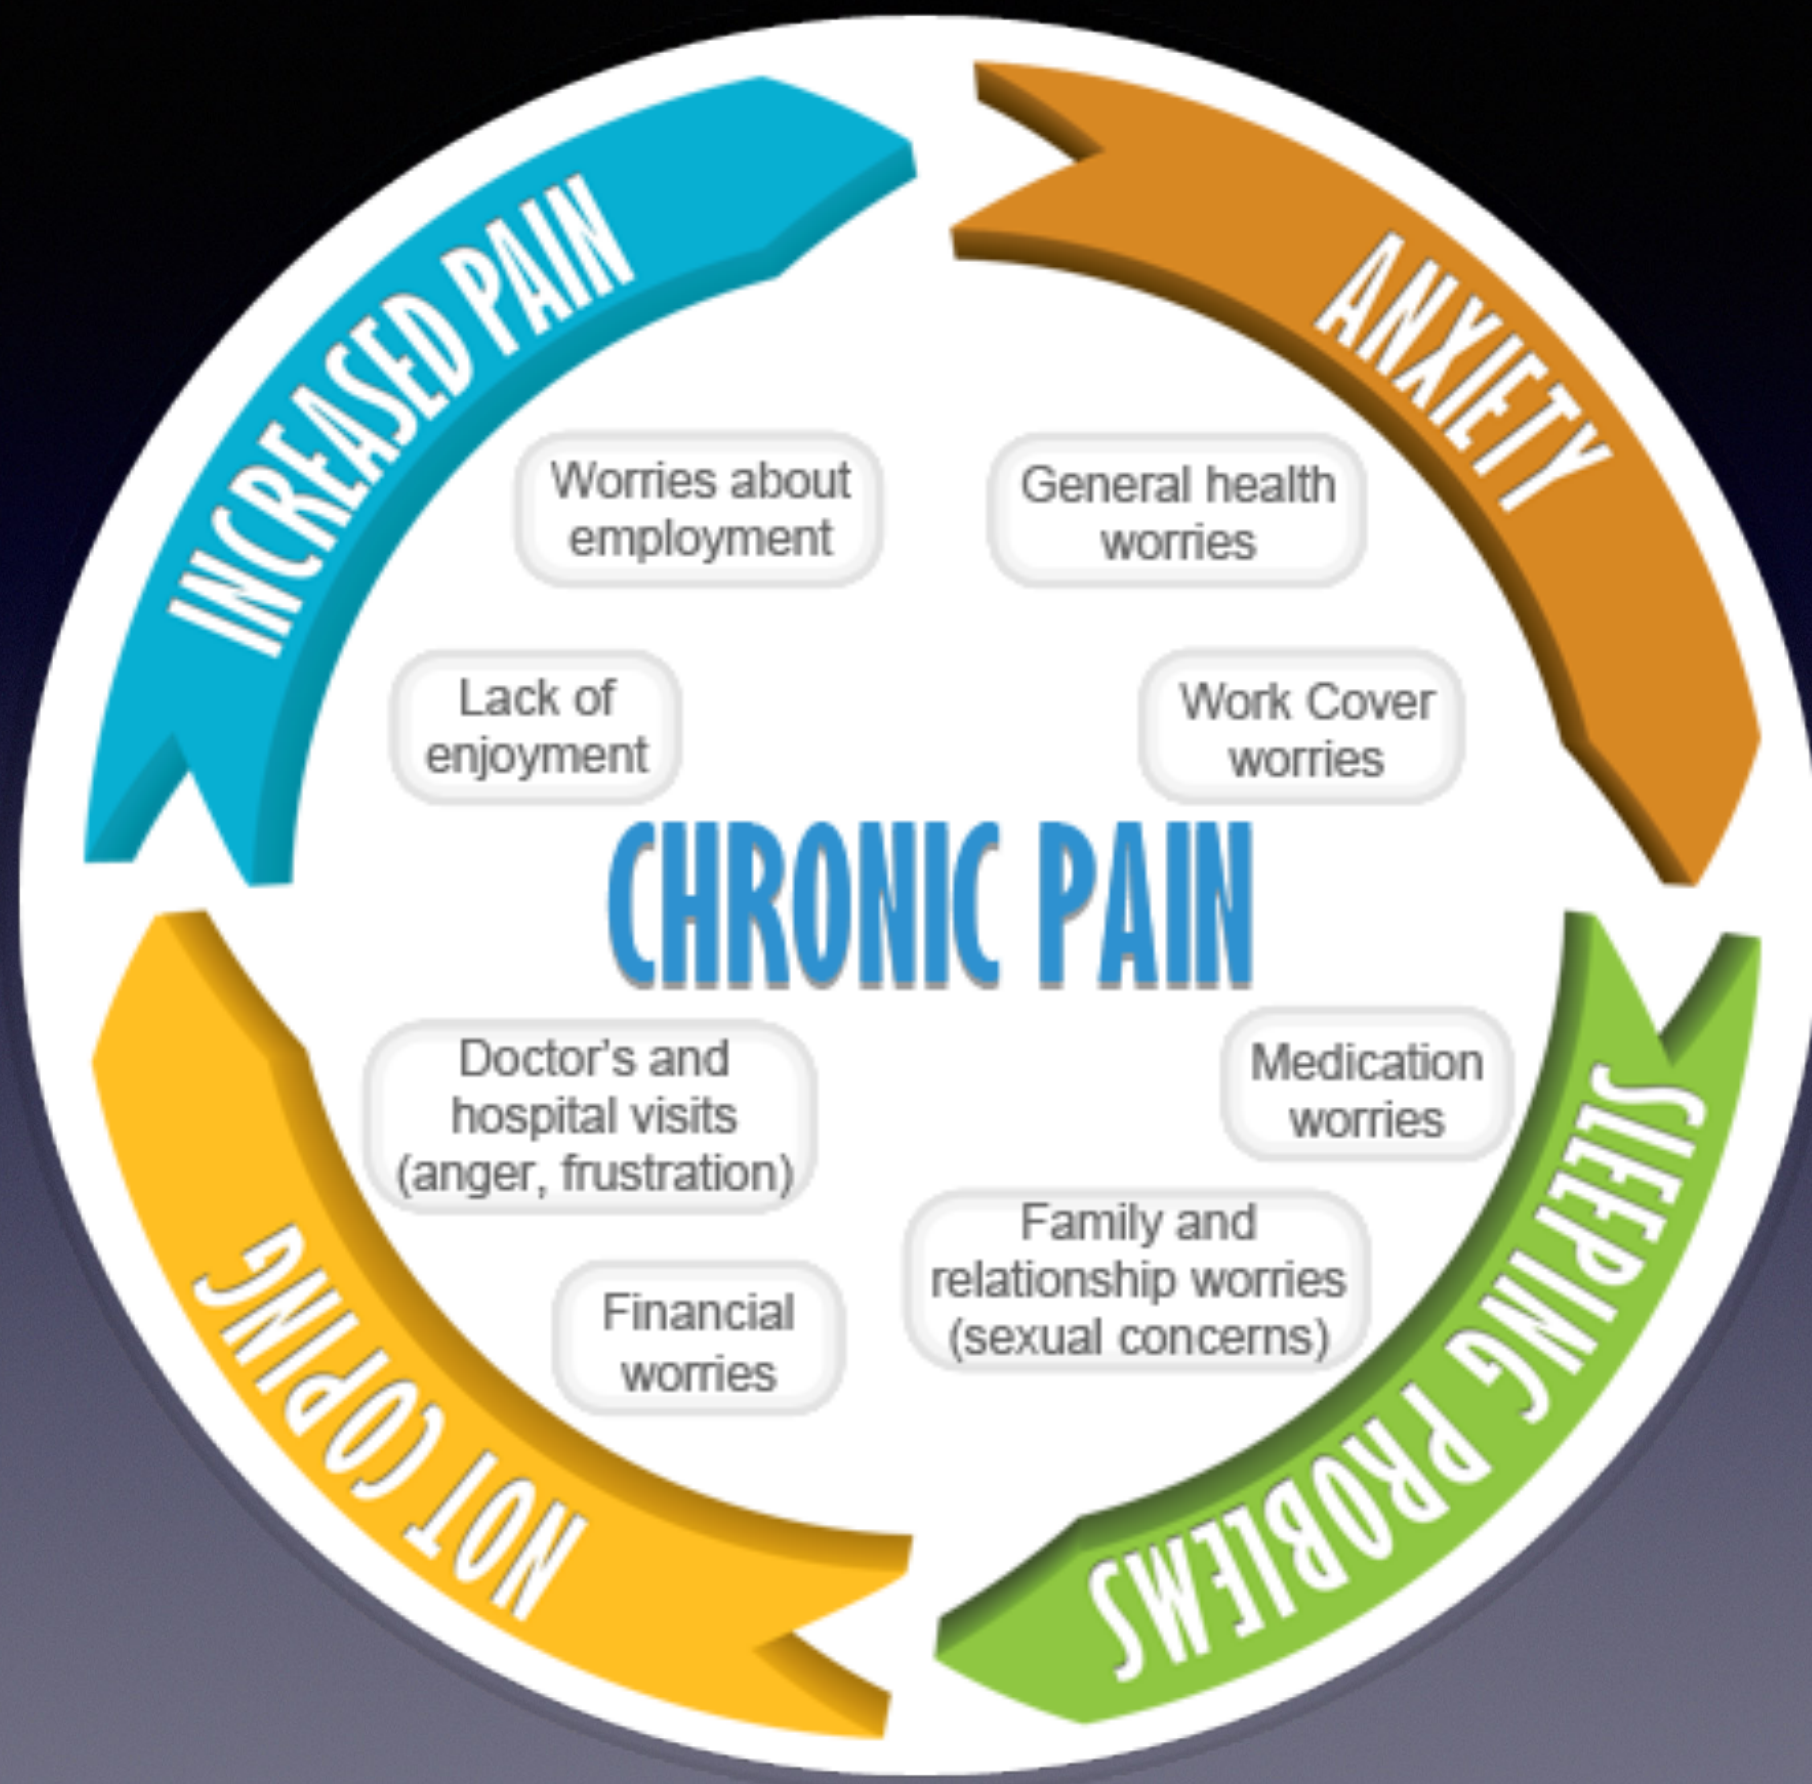 INCREASED PAIN
ANXIETY
Worries about
employment
General health
worries
Lack of
enjoyment
Work Cover
worries
CHRONIC PAIN
Doctor's and
hospital visits
(anger, frustration)
Medication
worries
Family and
relationship worries
(sexual concerns)
Financial
worries
SLEEPING PROBLEMS
NOT COPING